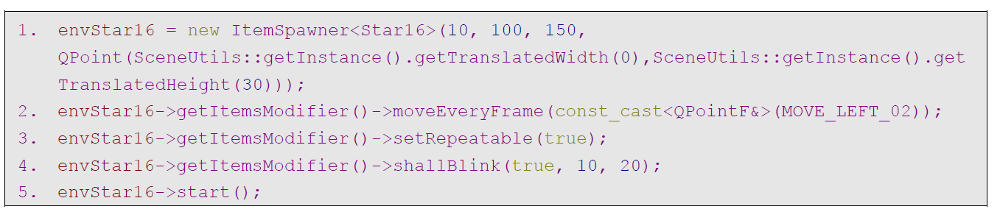 1. envStar16 = new ItemSpawner<Star16>(10, 100, 150,
QPoint(SceneUtils::getInstance().getTranslatedWidth(0),SceneUtils::getInstance().get
TranslatedHeight(30)));
2. envStar16->getItemsModifier()->moveEveryFrame(const_cast<QPointF&>(MOVE_LEFT_02));
3. envStar16->getItemsModifier()->setRepeatable(true);
4. envStar16->getItemsModifier()->shallBlink(true, 10, 20);
5. envStar16->start();